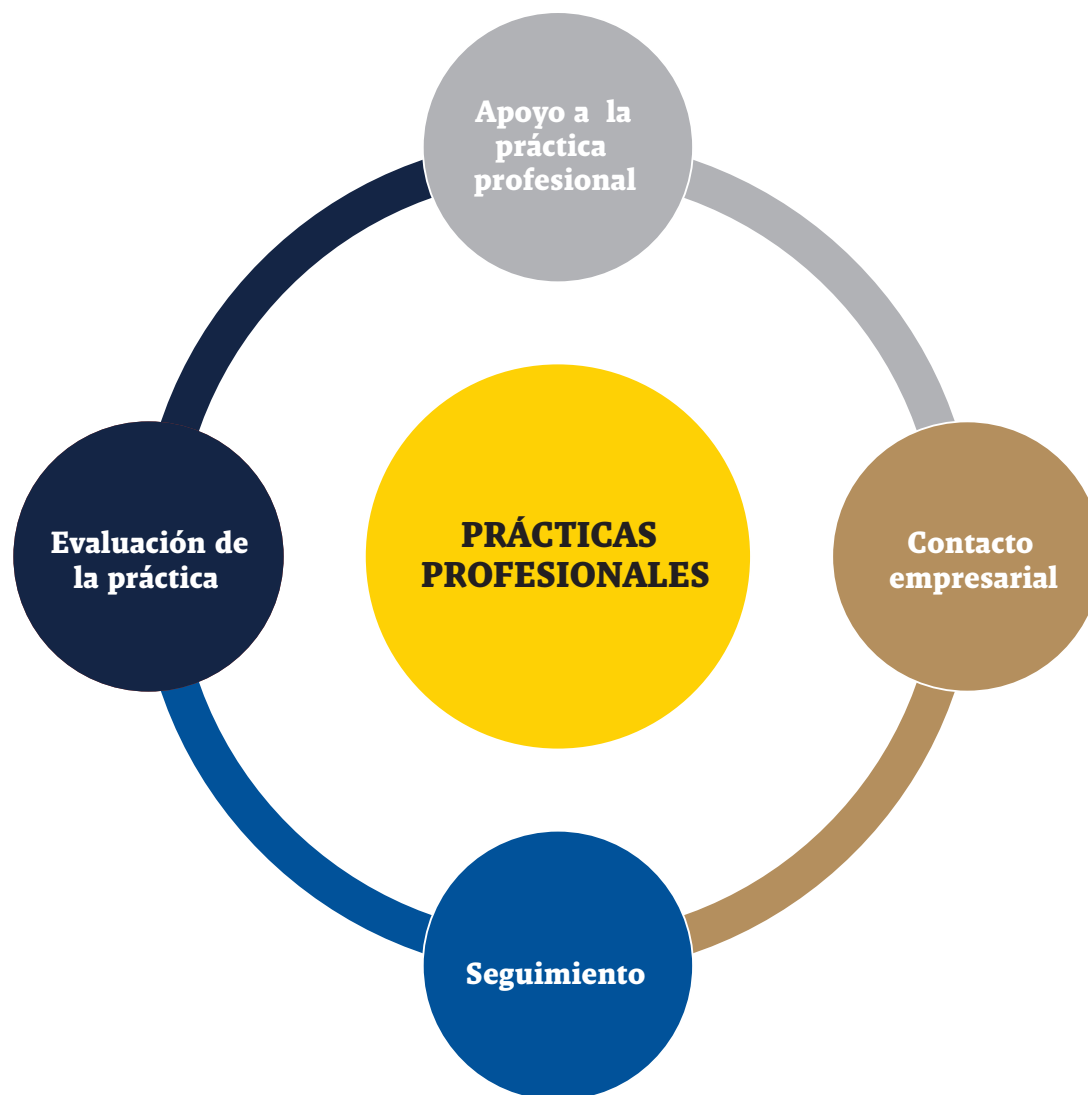 Apoyo a la
práctica
profesional
Evaluación de
la práctica
PRÁCTICAS
PROFESIONALES
Contacto
empresarial
Seguimiento